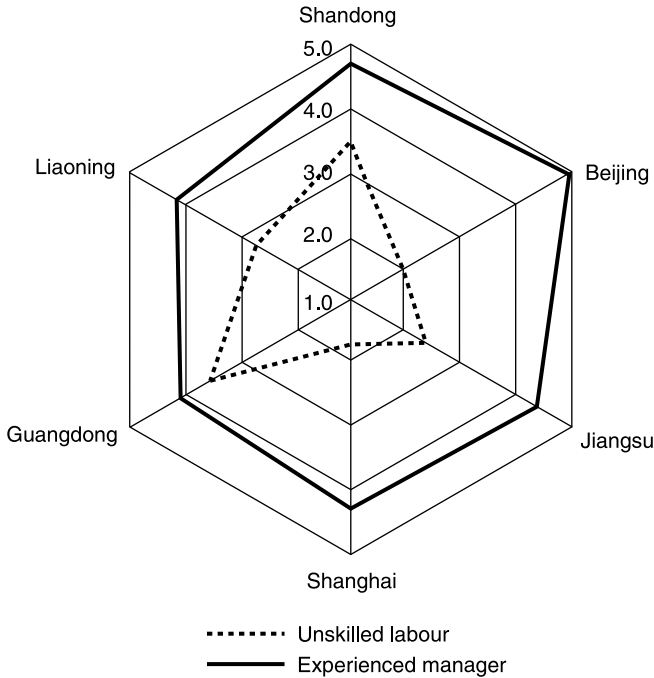 Shandong
5.0
4.0
Liaoning
3.0
Beijing
2.0
1.0
Guangdong
Jiangsu
Shanghai
Unskilled labour
Experienced manager